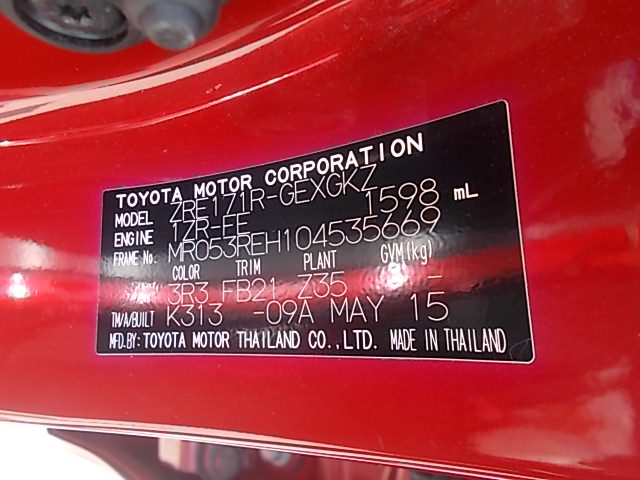 TOYOTA MOTOR CORPORATION
MODEL ZRE171R-GEXGKZ
ENGINE 1ZR-FE 1598 mL
FRAME No. MR053REH104535669
COLOR TRIM PLANT GVM(kg)
3R3 FB21 Z35 -
TM/A/BUILT K313 -09A MAY 15
MFD.BY: TOYOTA MOTOR THAILAND CO.,LTD. MADE IN THAILAND